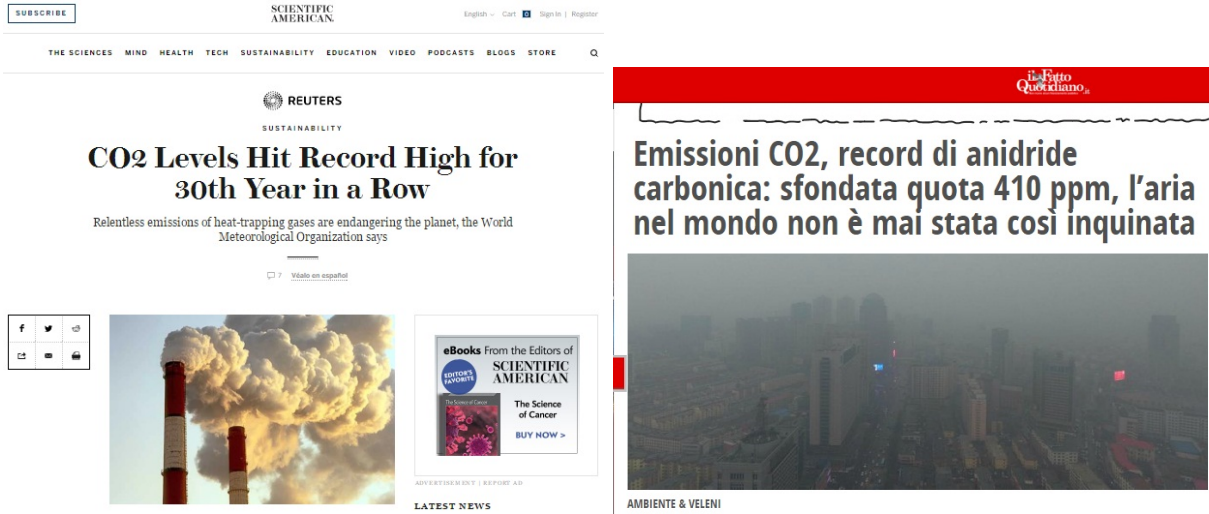 SUBSCRIBE
SCIENTIFIC
AMERICAN.
English
Cart
0
Sign In | Register
THE SCIENCES MIND HEALTH TECH SUSTAINABILITY EDUCATION VIDEO PODCASTS BLOGS STORE
REUTERS
SUSTAINABILITY
CO2 Levels Hit Record High for
30th Year in a Row
Relentless emissions of heat-trapping gases are endangering the planet, the World
Meteorological Organization says
7 Véalo en español
eBooks From the Editors of
SCIENTIFIC
AMERICAN
EDITOR'S
FAVORITE
The Science of Cancer
The Science
of Cancer
BUY NOW >
ADVERTISEMENT | REPORT AD
LATEST NEWS
il Fatto
Quotidiano.it
Emissioni CO2, record di anidride
carbonica: sfondata quota 410 ppm, l’aria
nel mondo non è mai stata così inquinata
AMBIENTE & VELENI